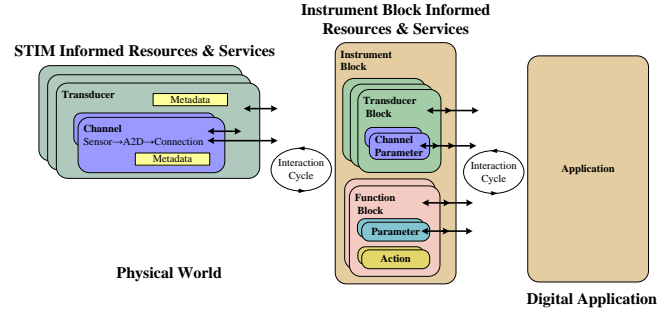 Instrument Block Informed
Resources & Services
STIM Informed Resources & Services
Transducer
Metadata
Channel
Sensor→A2D→Connection
Metadata
Interaction
Cycle
Instrument
Block
Transducer
Block
Channel
Parameter
Function
Block
Parameter
Action
Interaction
Cycle
Application
Physical World
Digital Application